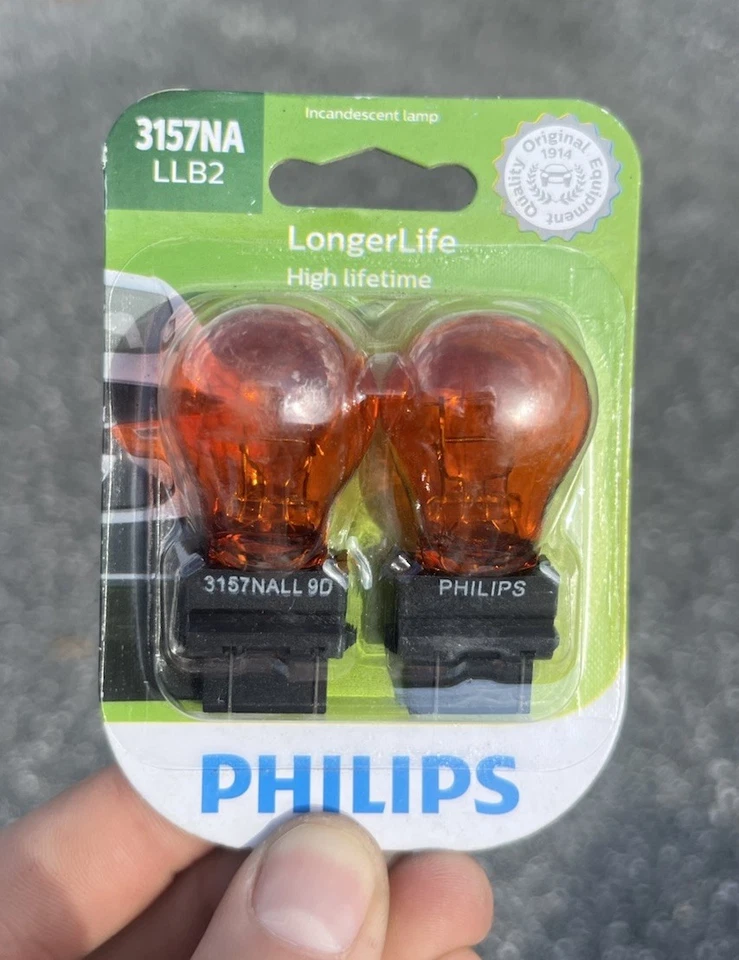 3157NA
LLB2
Incandescent lamp
Quality Original Equipment
1914
LongerLife
High lifetime
3157NALL 9D
PHILIPS
PHILIPS